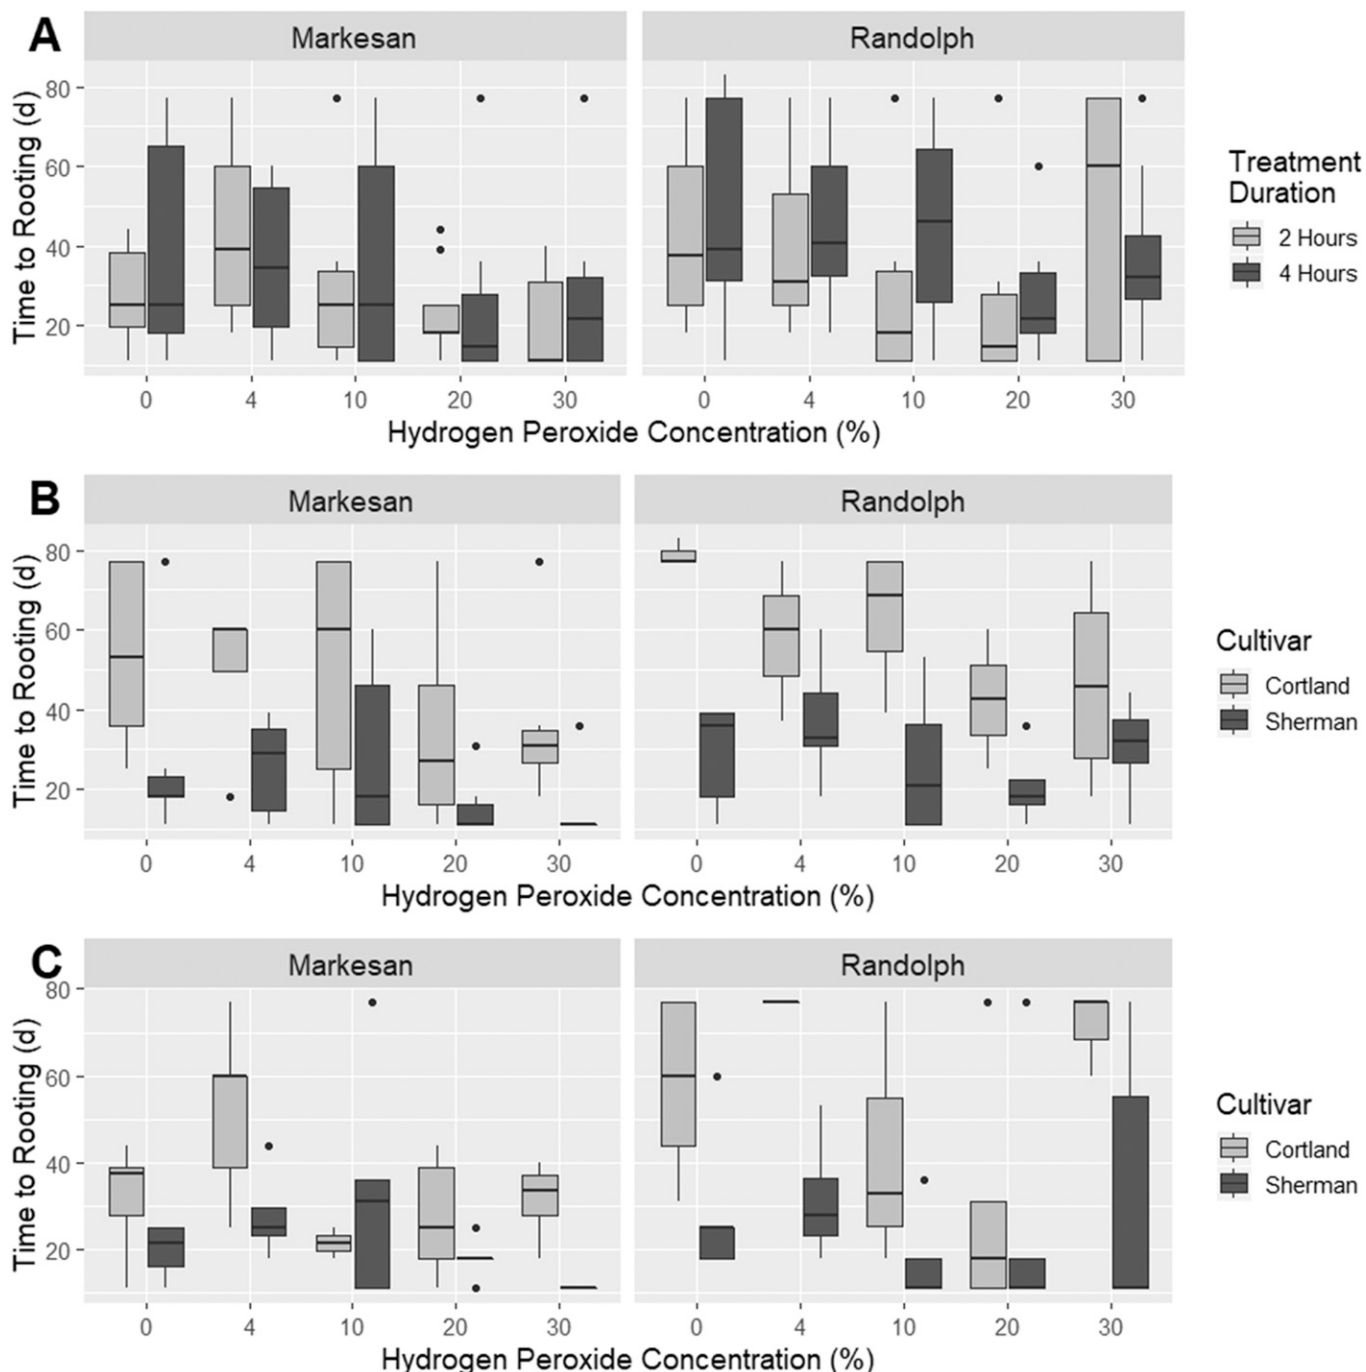 A
Markesan
Randolph
Time to Rooting (d)
80
60
40
20
0 4 10 20 30
0 4 10 20 30
Hydrogen Peroxide Concentration (%)
Treatment
Duration
2 Hours
4 Hours
B
Markesan
Randolph
Time to Rooting (d)
80
60
40
20
0 4 10 20 30
0 4 10 20 30
Hydrogen Peroxide Concentration (%)
Cultivar
Cortland
Sherman
C
Markesan
Randolph
Time to Rooting (d)
80
60
40
20
0 4 10 20 30
0 4 10 20 30
Hydrogen Peroxide Concentration (%)
Cultivar
Cortland
Sherman